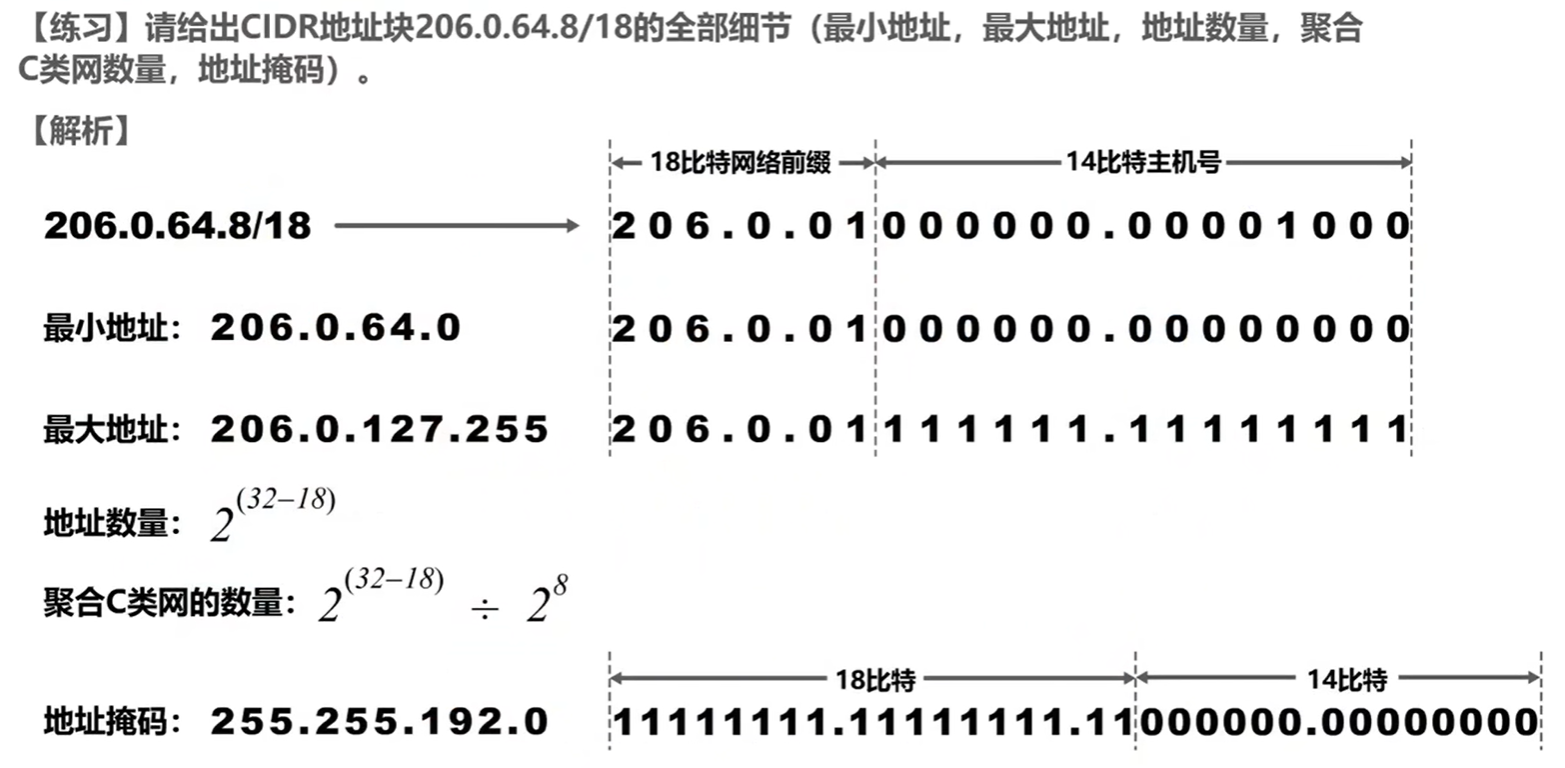 【练习】请给出CIDR地址块206.0.64.8/18的全部细节（最小地址，最大地址，地址数量，聚合
C类网数量，地址掩码）。
【解析】
18比特网络前缀 14比特主机号
206.0.64.8/18 206.0.01000000.00001000
最小地址： 206.0.64.0 206.0.01000000.00000000
最大地址： 206.0.127.255 206.0.01111111.11111111
地址数量： 2^(32–18)
聚合C类网的数量： 2^(32–18) ÷ 2^8
18比特 14比特
地址掩码： 255.255.192.0 11111111.11111111.11000000.00000000